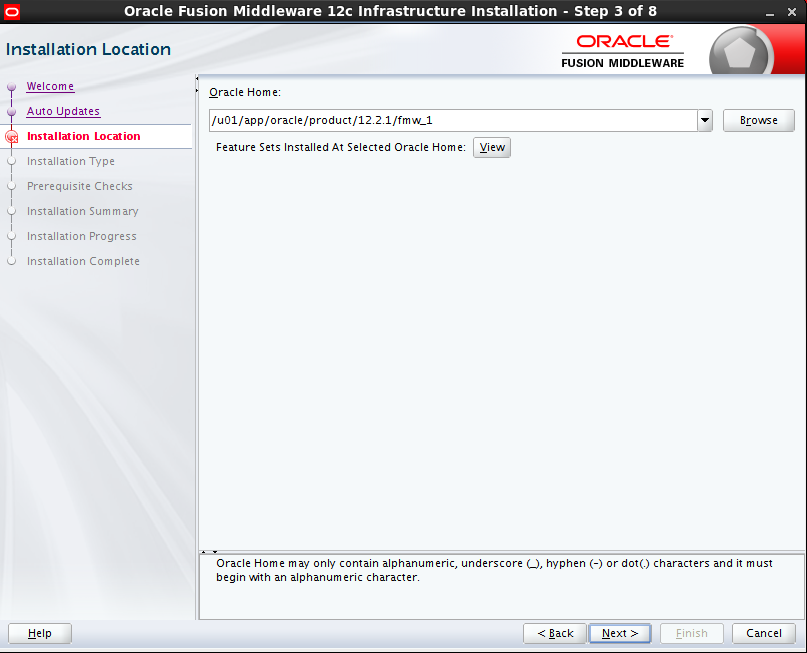 Oracle Fusion Middleware 12c Infrastructure Installation - Step 3 of 8
Installation Location
ORACLE
FUSION MIDDLEWARE
Welcome
Auto Updates
Installation Location
Installation Type
Prerequisite Checks
Installation Summary
Installation Progress
Installation Complete
Oracle Home:
/u01/app/oracle/product/12.2.1/fmw_1
Browse
Feature Sets Installed At Selected Oracle Home: View
Oracle Home may only contain alphanumeric, underscore (_), hyphen (-) or dot(.) characters and it must
begin with an alphanumeric character.
Help
< Back
Next >
Finish
Cancel